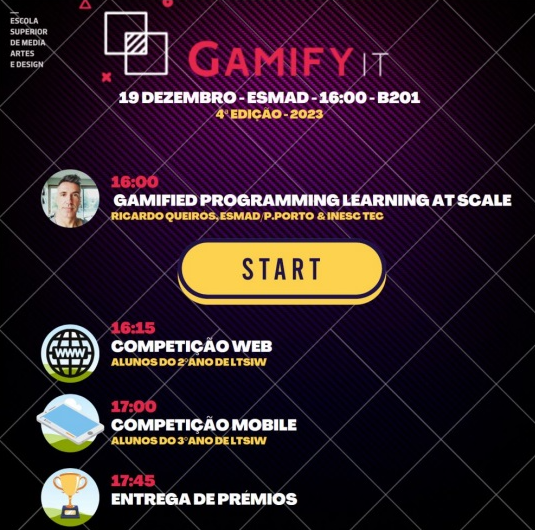 ESCOLA
SUPERIOR
DE MEDIA
ARTES
E DESIGN
GAMIFY IT
19 DEZEMBRO - ESMAD - 16:00 - B201
4ª EDIÇÃO - 2023
16:00
GAMIFIED PROGRAMMING LEARNING AT SCALE
RICARDO QUEIROS, ESMAD/P.PORTO & INESC TEC
START
16:15
WWW
COMPETIÇÃO WEB
ALUNOS DO 2º ANO DE LTSIW
17:00
COMPETIÇÃO MOBILE
ALUNOS DO 3º ANO DE LTSIW
17:45
ENTREGA DE PRÉMIOS